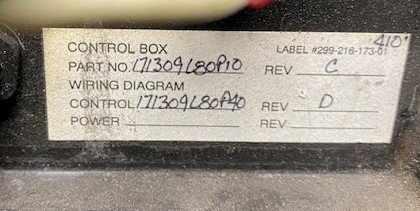 410
CONTROL BOX LABEL #299-216-173-01
PART NO. 171309L80P10 REV C
WIRING DIAGRAM
CONTROL 171309L80P40 REV D
POWER REV